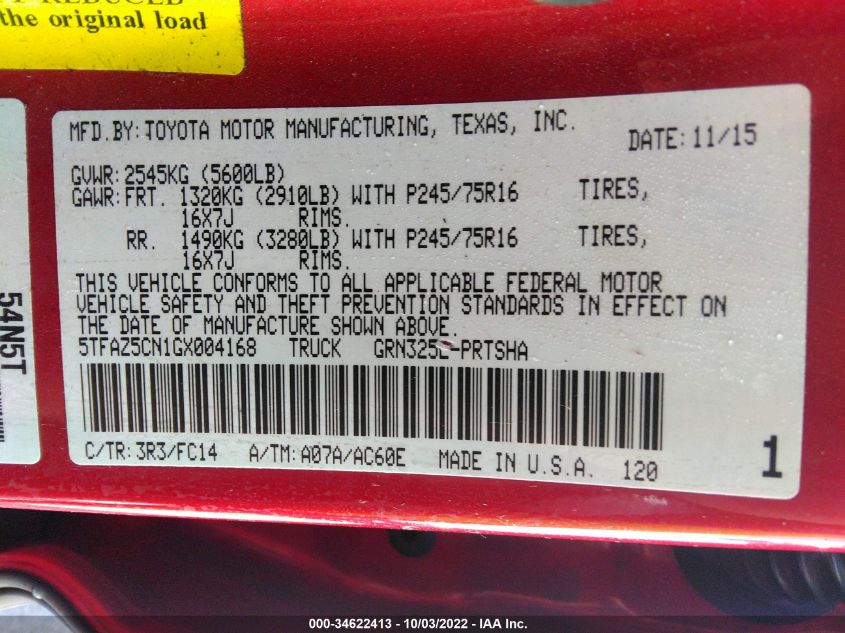 REDUCED
the original load
MFD.BY:TOYOTA MOTOR MANUFACTURING, TEXAS, INC. DATE:11/15
GVWR:2545KG (5600LB)
GAWR:FRT. 1320KG (2910LB) WITH P245/75R16 TIRES,
16X7J RIMS.
RR. 1490KG (3280LB) WITH P245/75R16 TIRES,
16X7J RIMS.
THIS VEHICLE CONFORMS TO ALL APPLICABLE FEDERAL MOTOR
VEHICLE SAFETY AND THEFT PREVENTION STANDARDS IN EFFECT ON
THE DATE OF MANUFACTURE SHOWN ABOVE.
5TFAZ5CN1GX004168 TRUCK GRN325L-PRTSHA
C/TR:3R3/FC14 A/TM:A07A/AC60E MADE IN U.S.A. 120
1
54N5T
000-34622413 - 10/03/2022 - IAA Inc.